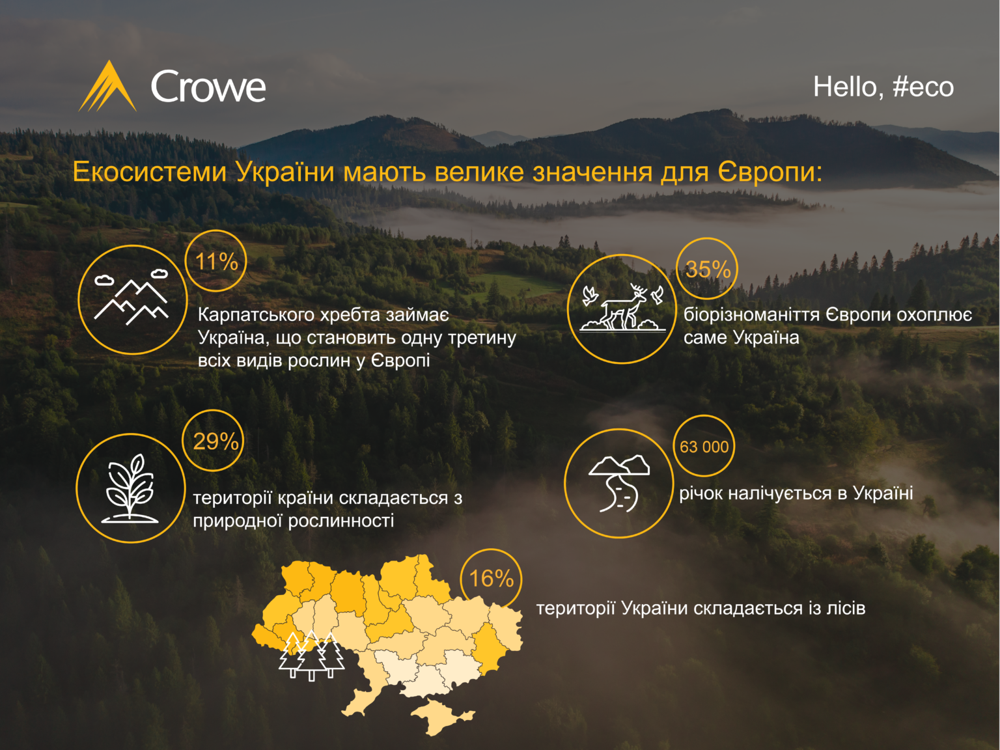 Crowe
Hello, #eco
Екосистеми України мають велике значення для Європи:
11%
Карпатського хребта займає
Україна, що становить одну третину
всіх видів рослин у Європі
35%
біорізноманіття Європи охоплює
саме Україна
29%
території країни складається з
природної рослинності
63 000
річок налічується в Україні
16%
території України складається із лісів